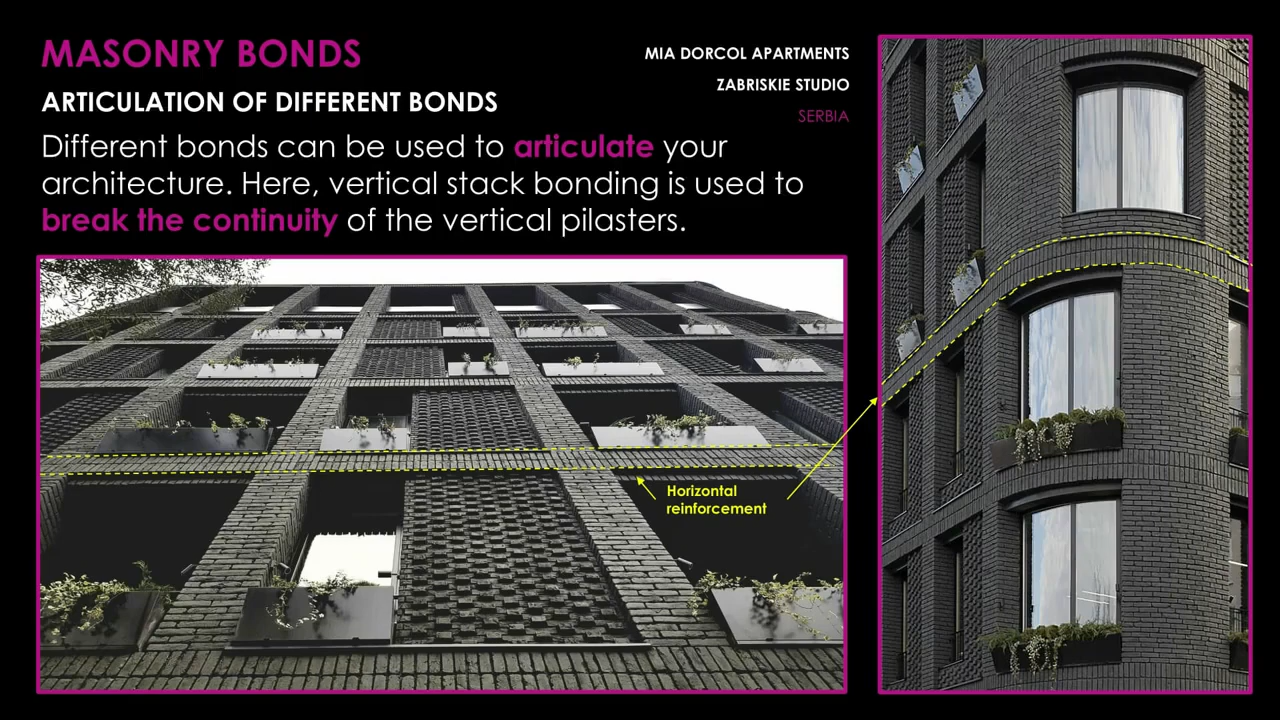 MASONRY BONDS
ARTICULATION OF DIFFERENT BONDS
MIA DORCOL APARTMENTS
ZABRISKIE STUDIO
SERBIA
Different bonds can be used to articulate your
architecture. Here, vertical stack bonding is used to
break the continuity of the vertical pilasters.
Horizontal
reinforcement